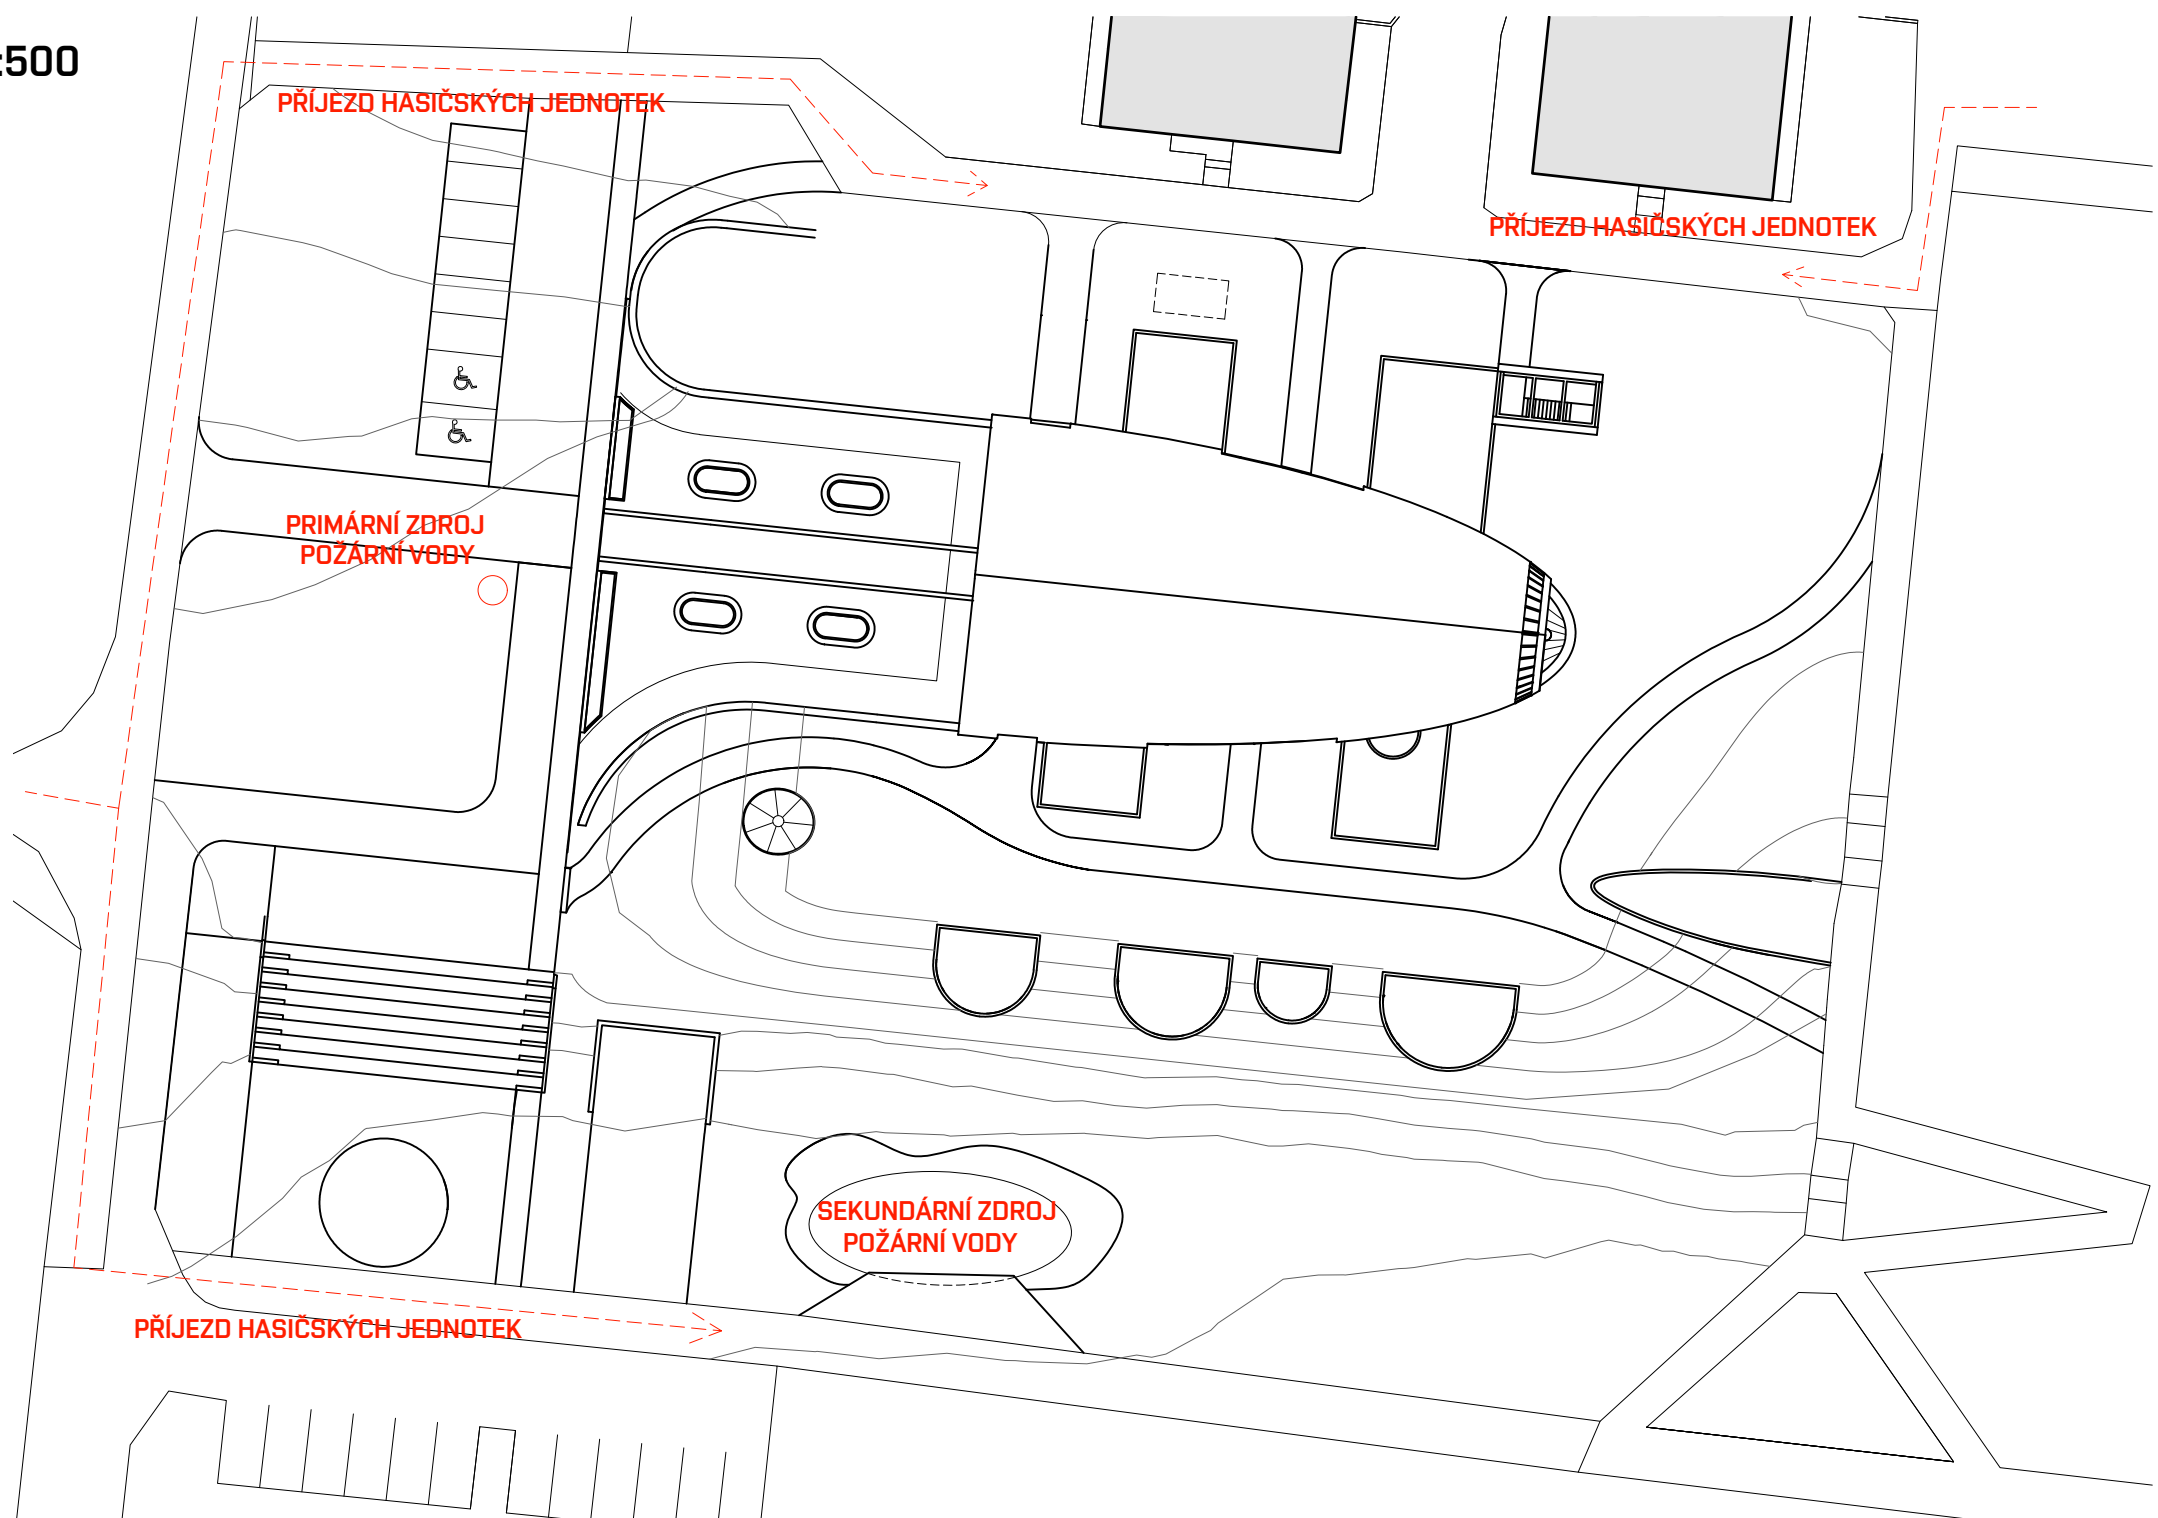 :500
PŘÍJEZD HASIČSKÝCH JEDNOTEK
PŘÍJEZD HASIČSKÝCH JEDNOTEK
PRIMÁRNÍ ZDROJ
POŽÁRNÍ VODY
SEKUNDÁRNÍ ZDROJ
POŽÁRNÍ VODY
PŘÍJEZD HASIČSKÝCH JEDNOTEK